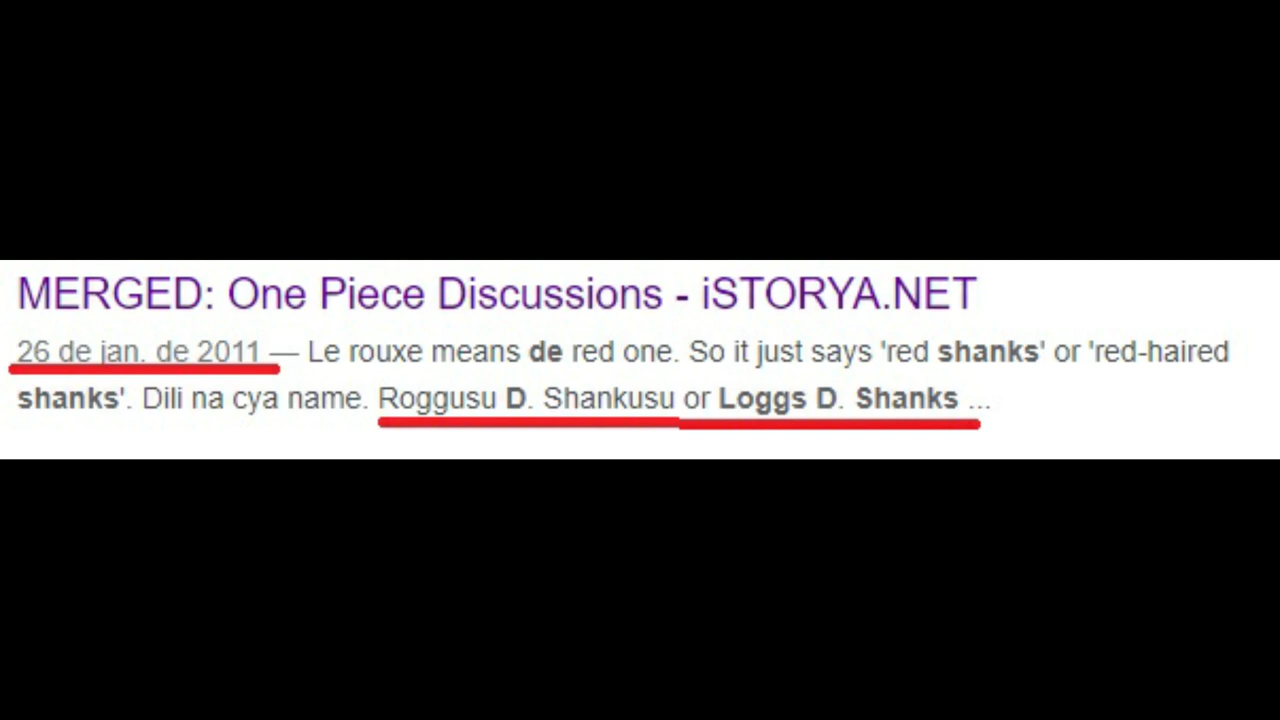 MERGED: One Piece Discussions - iSTORYA.NET
26 de jan. de 2011 — Le rouxe means de red one. So it just says 'red shanks' or 'red-haired
shanks'. Dili na cya name. Roggusu D. Shankusu or Loggs D. Shanks ...